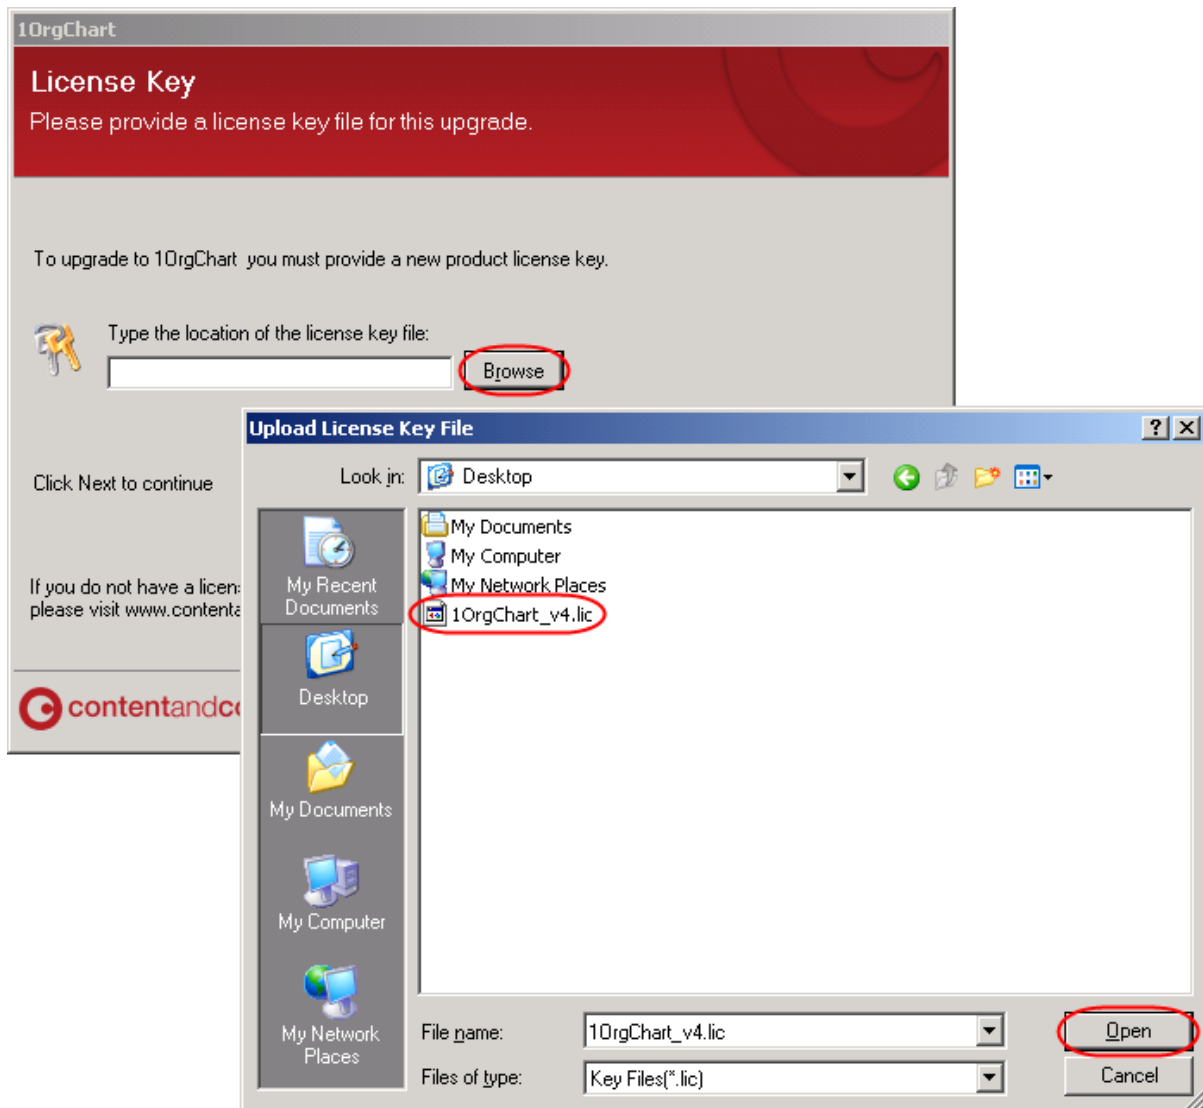 1OrgChart
License Key
Please provide a license key file for this upgrade.
To upgrade to 1OrgChart you must provide a new product license key.
Type the location of the license key file:
Browse
Click Next to continue
If you do not have a
please visit
Upload License Key File
Look in:
Desktop
My Recent
Documents
Desktop
My Documents
My Computer
My Network
Places
My Documents
My Computer
My Network Places
1OrgChart_v4.lic
File name:
1OrgChart_v4.lic
Open
Files of type:
Key Files(*.lic)
Cancel
contentand